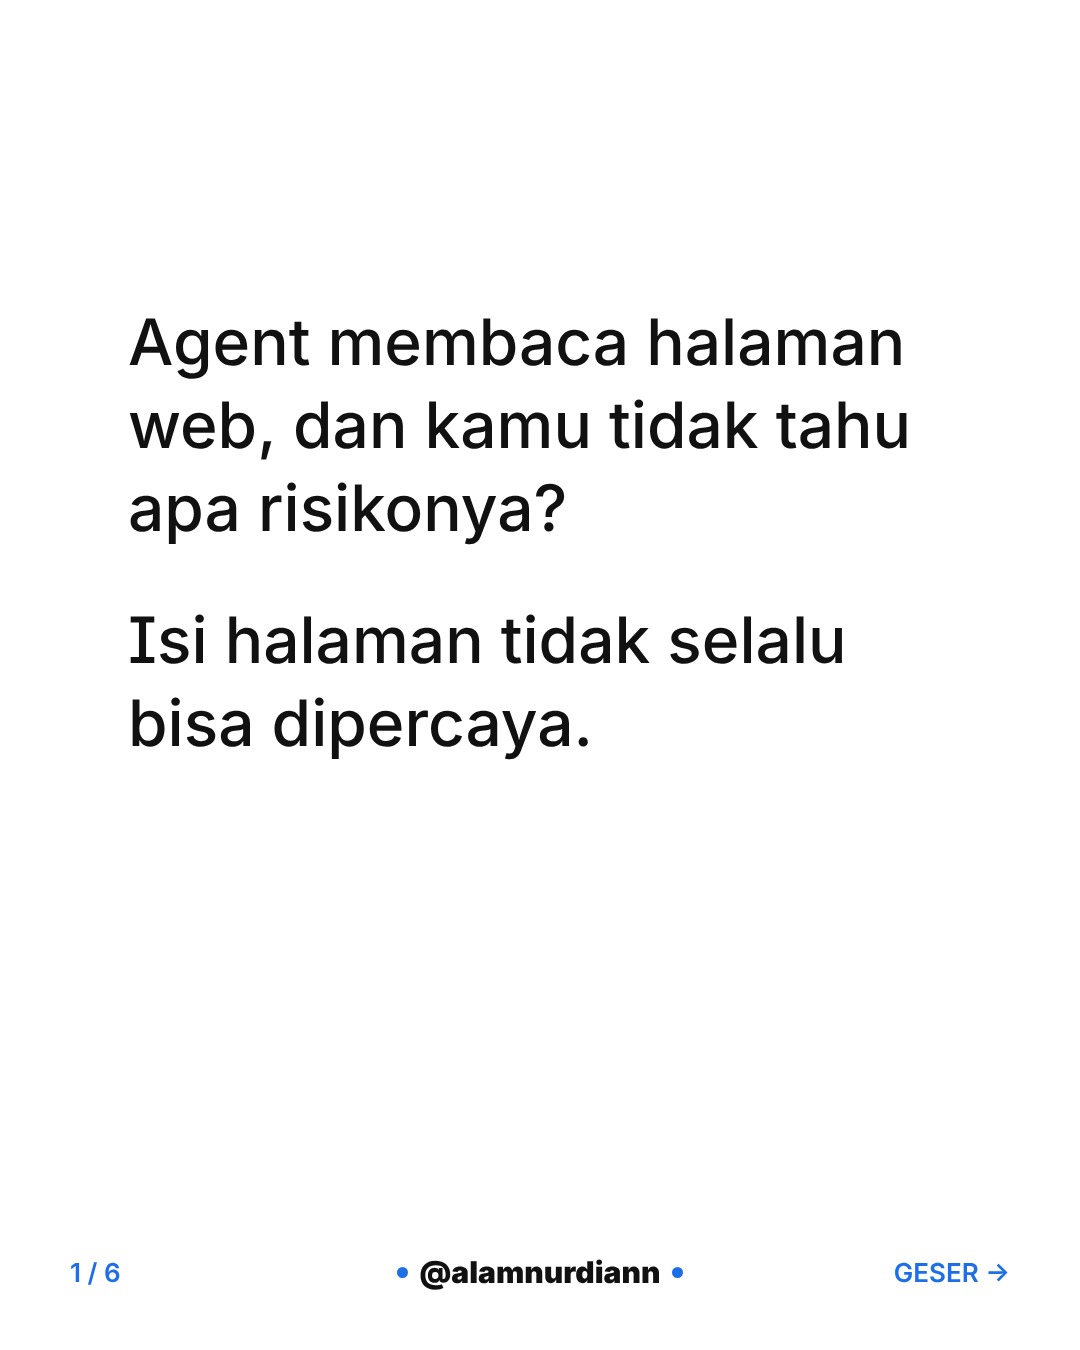 Agent membaca halaman
web, dan kamu tidak tahu
apa risikonya?
Isi halaman tidak selalu
bisa dipercaya.
1 / 6
• @alamnurdiann •
GESER →